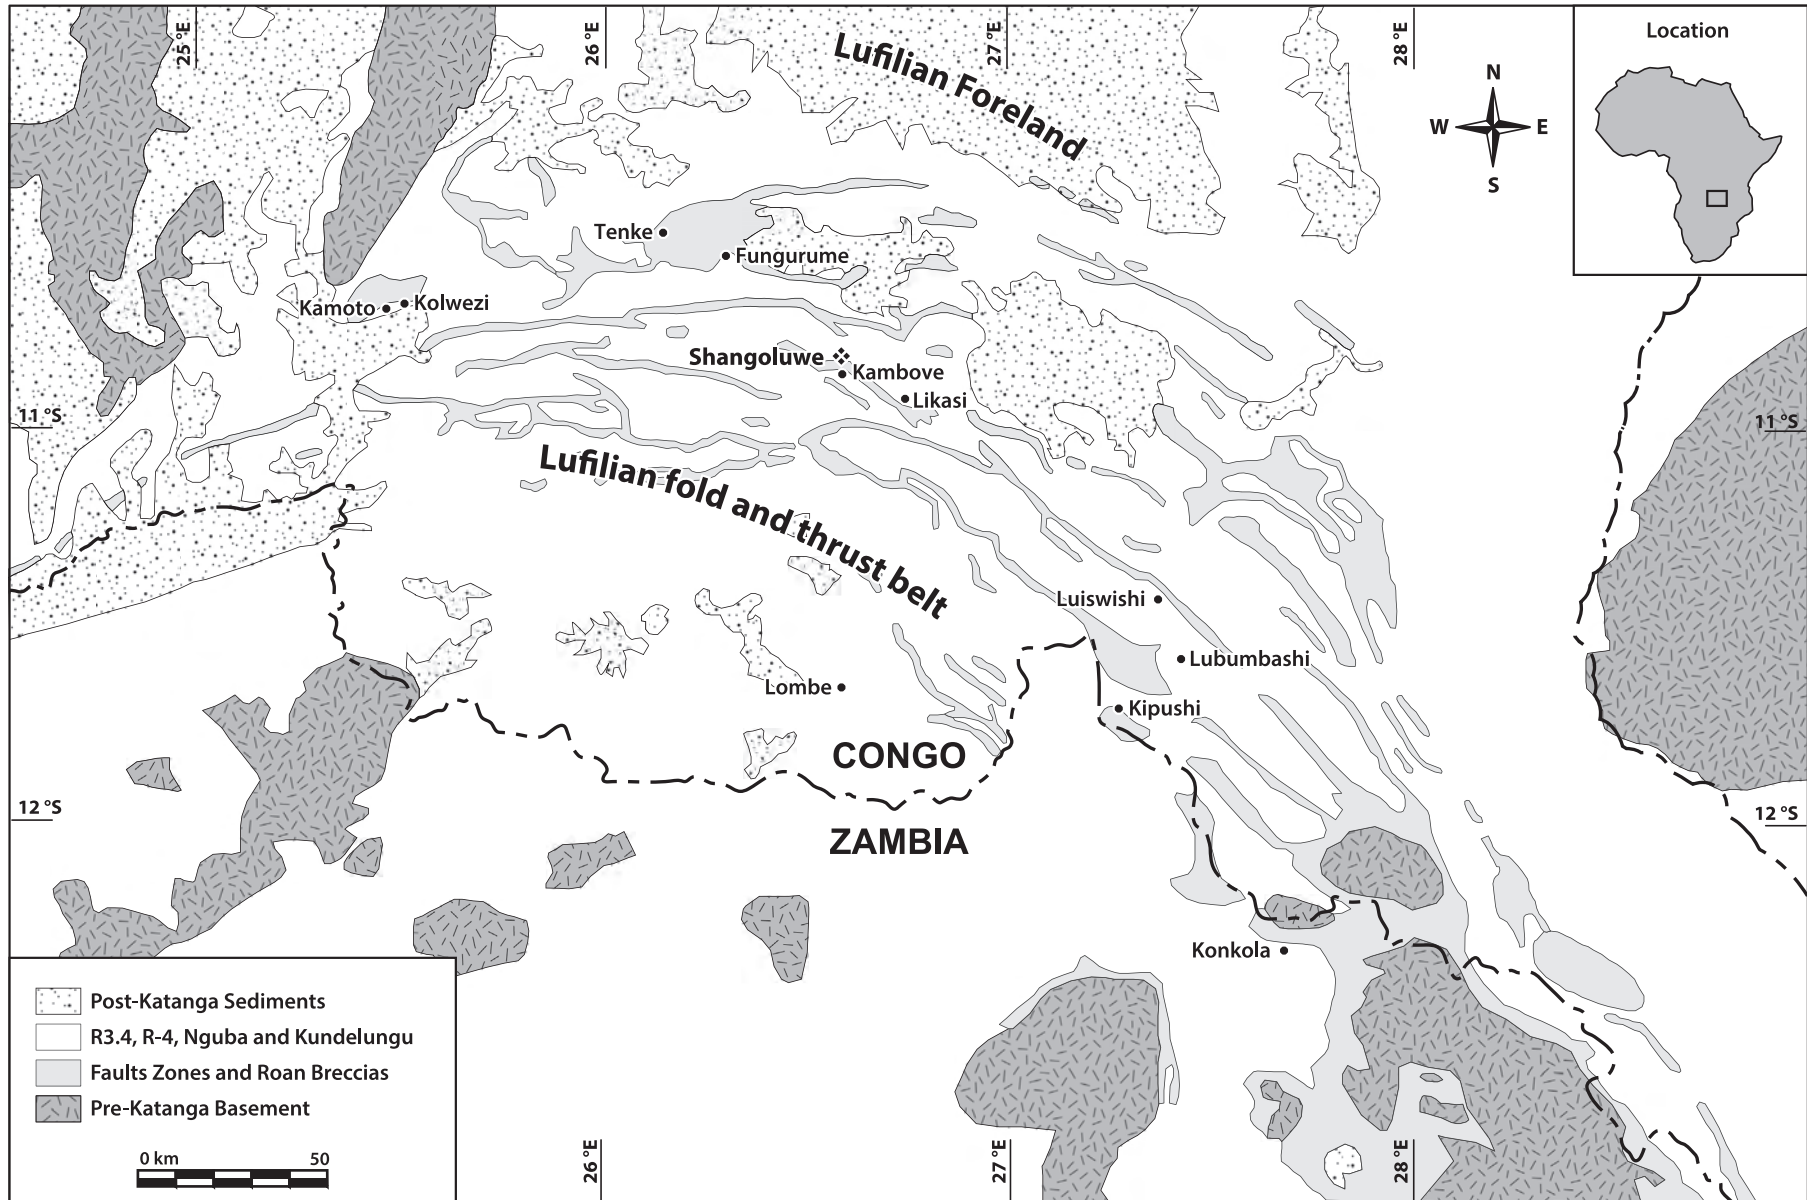 25 °E
26 °E
27 °E
28 °E
Location
Lufilian Foreland
N
W E
S
Tenke
Fungurume
Kamoto
Kolwezi
Shangoluwe
Kambove
Likasi
11 °S
11 °S
Lufilian fold and thrust belt
Luiswishi
Lubumbashi
Lombe
Kipushi
CONGO
12 °S
12 °S
ZAMBIA
Konkola
Post-Katanga Sediments
R3.4, R-4, Nguba and Kundelungu
Faults Zones and Roan Breccias
Pre-Katanga Basement
0 km 50
26 °E
27 °E
28 °E